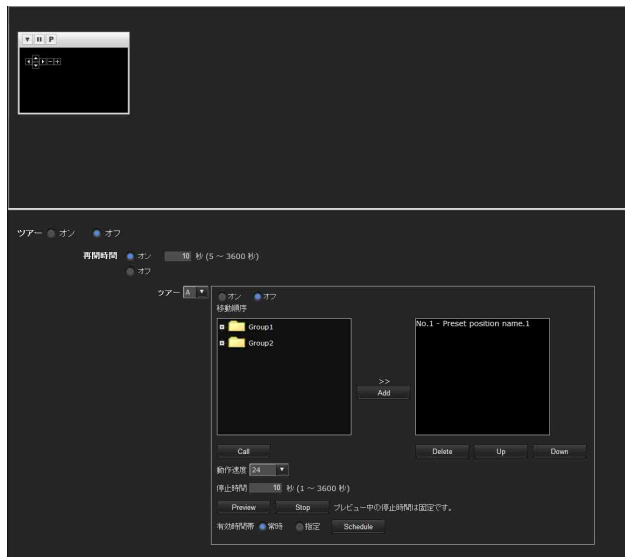 P
ツアー オン オフ
再開時間 オン 10 秒 (5 ~ 3600 秒)
オフ
ツアー A
オン オフ
移動順序
Group1
Group2
No.1 - Preset position name.1
>>
Add
Call
Delete Up Down
動作速度 24
停止時間 10 秒 (1 ~ 3600 秒)
Preview Stop プレビュー中の停止時間は固定です。
有効時間帯 常時 指定 Schedule